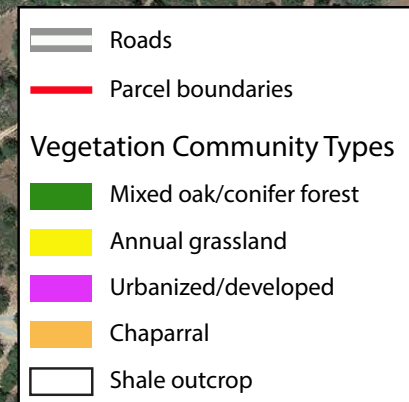 Roads
Parcel boundaries
Vegetation Community Types
Mixed oak/conifer forest
Annual grassland
Urbanized/developed
Chaparral
Shale outcrop